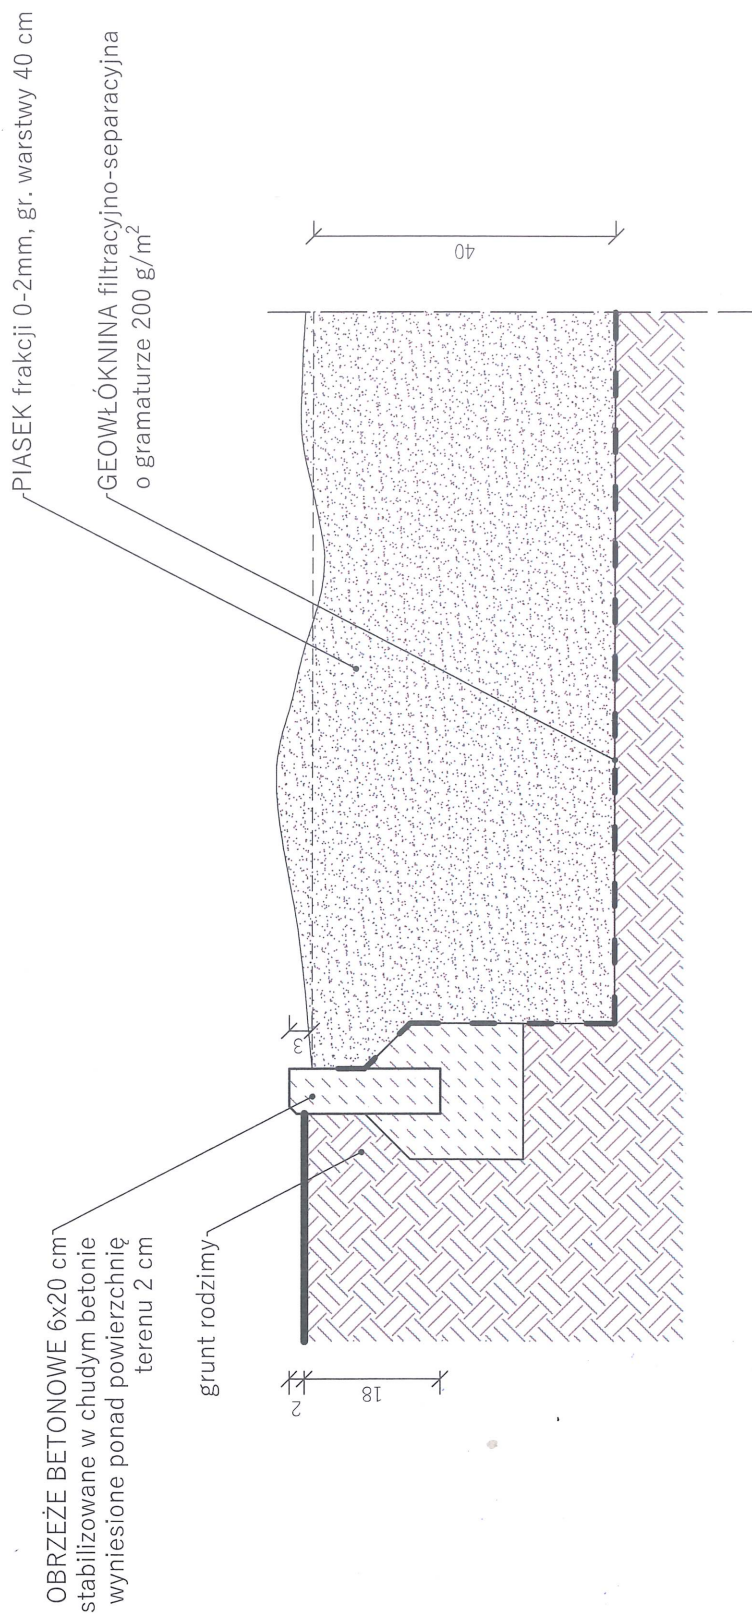 PIASEK frakcji 0-2mm, gr. warstwy 40 cm
GEOWŁÓKNINA filtracyjno-separacyjna
o gramaturze 200 g/m²
OBRZEŻE BETONOWE 6x20 cm
stabilizowane w chudym betonie
wyniesione ponad powierzchnię
terenu 2 cm
grunt rodzimy
40
3
2
18